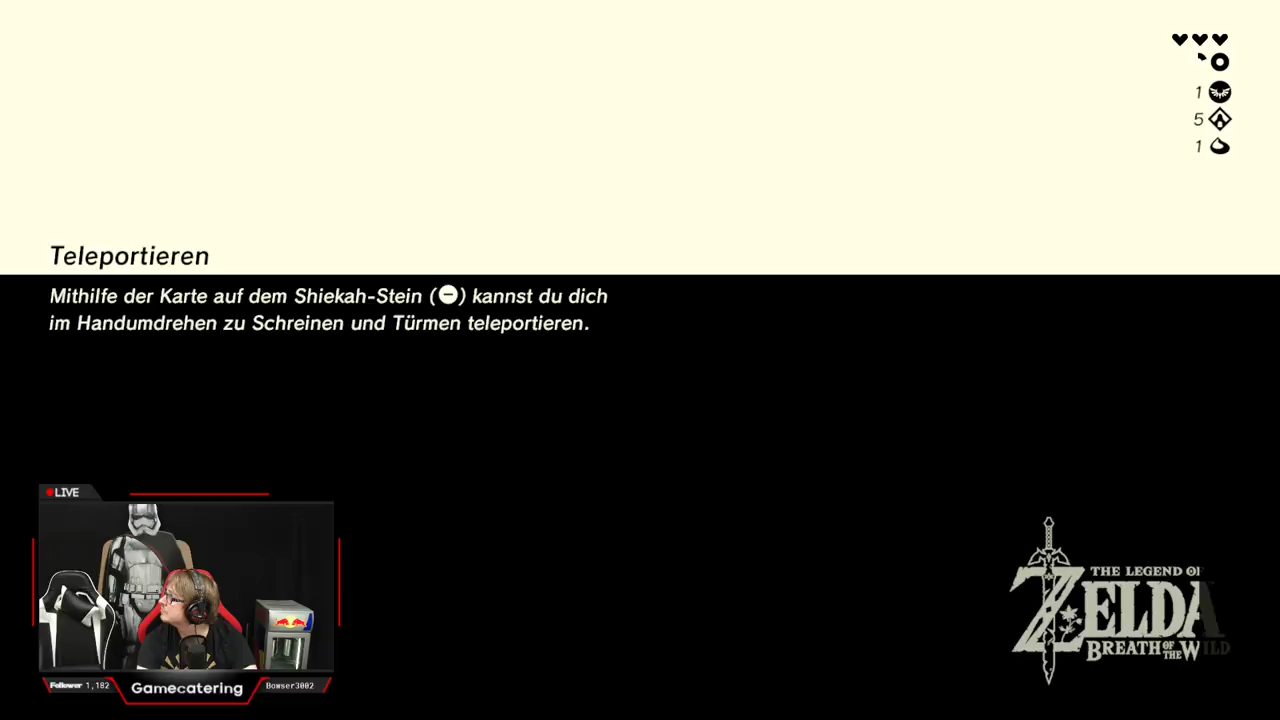 1
5
1
Teleportieren
Mithilfe der Karte auf dem Shiekah-Stein (−) kannst du dich
im Handumdrehen zu Schreinen und Türmen teleportieren.
LIVE
THE LEGEND OF
ZELDA
BREATH OF THE WILD
Follower 1,182
Gamecatering
Bowser3002